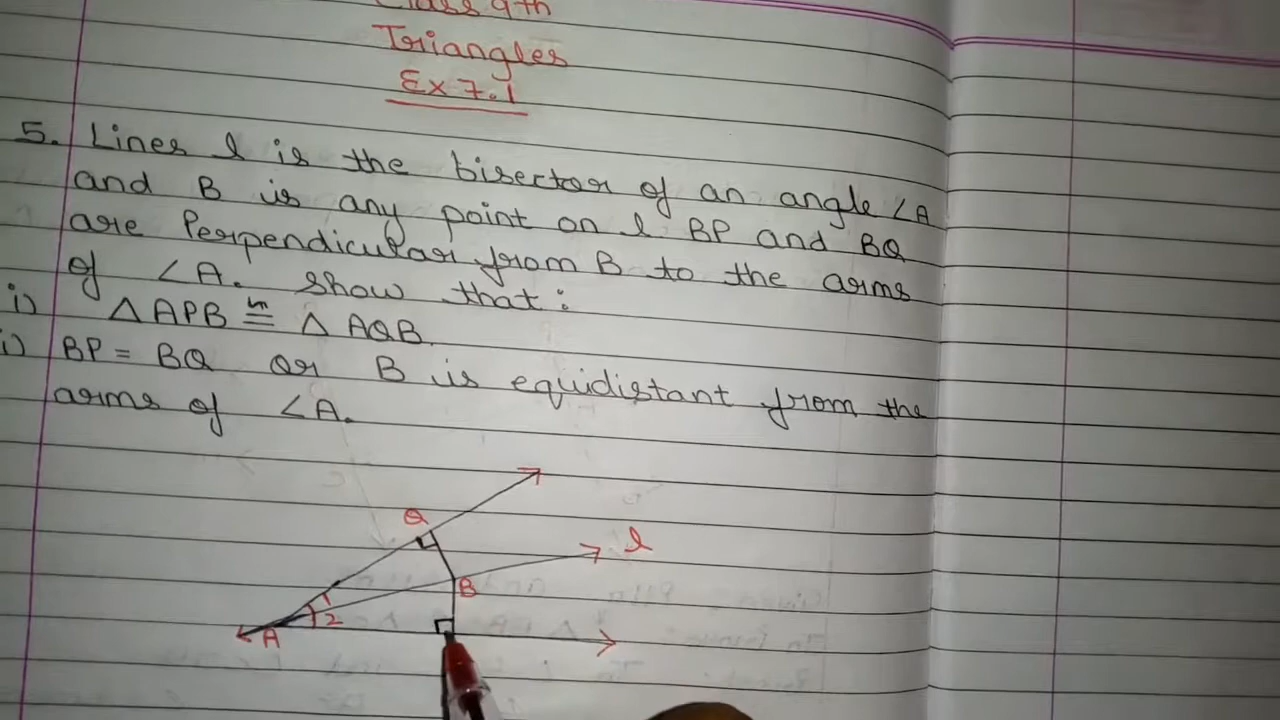 Class 9th
Triangles
Ex 7.1
5. Lines l is the bisector of an angle ∠A
and B is any point on l BP and BQ
are Perpendicular from B to the arms
of ∠A. show that:
i) △APB ≅ △AQB.
i) BP = BQ or B is equidistant from the
arms of ∠A.
Q
l
B
1
2
A